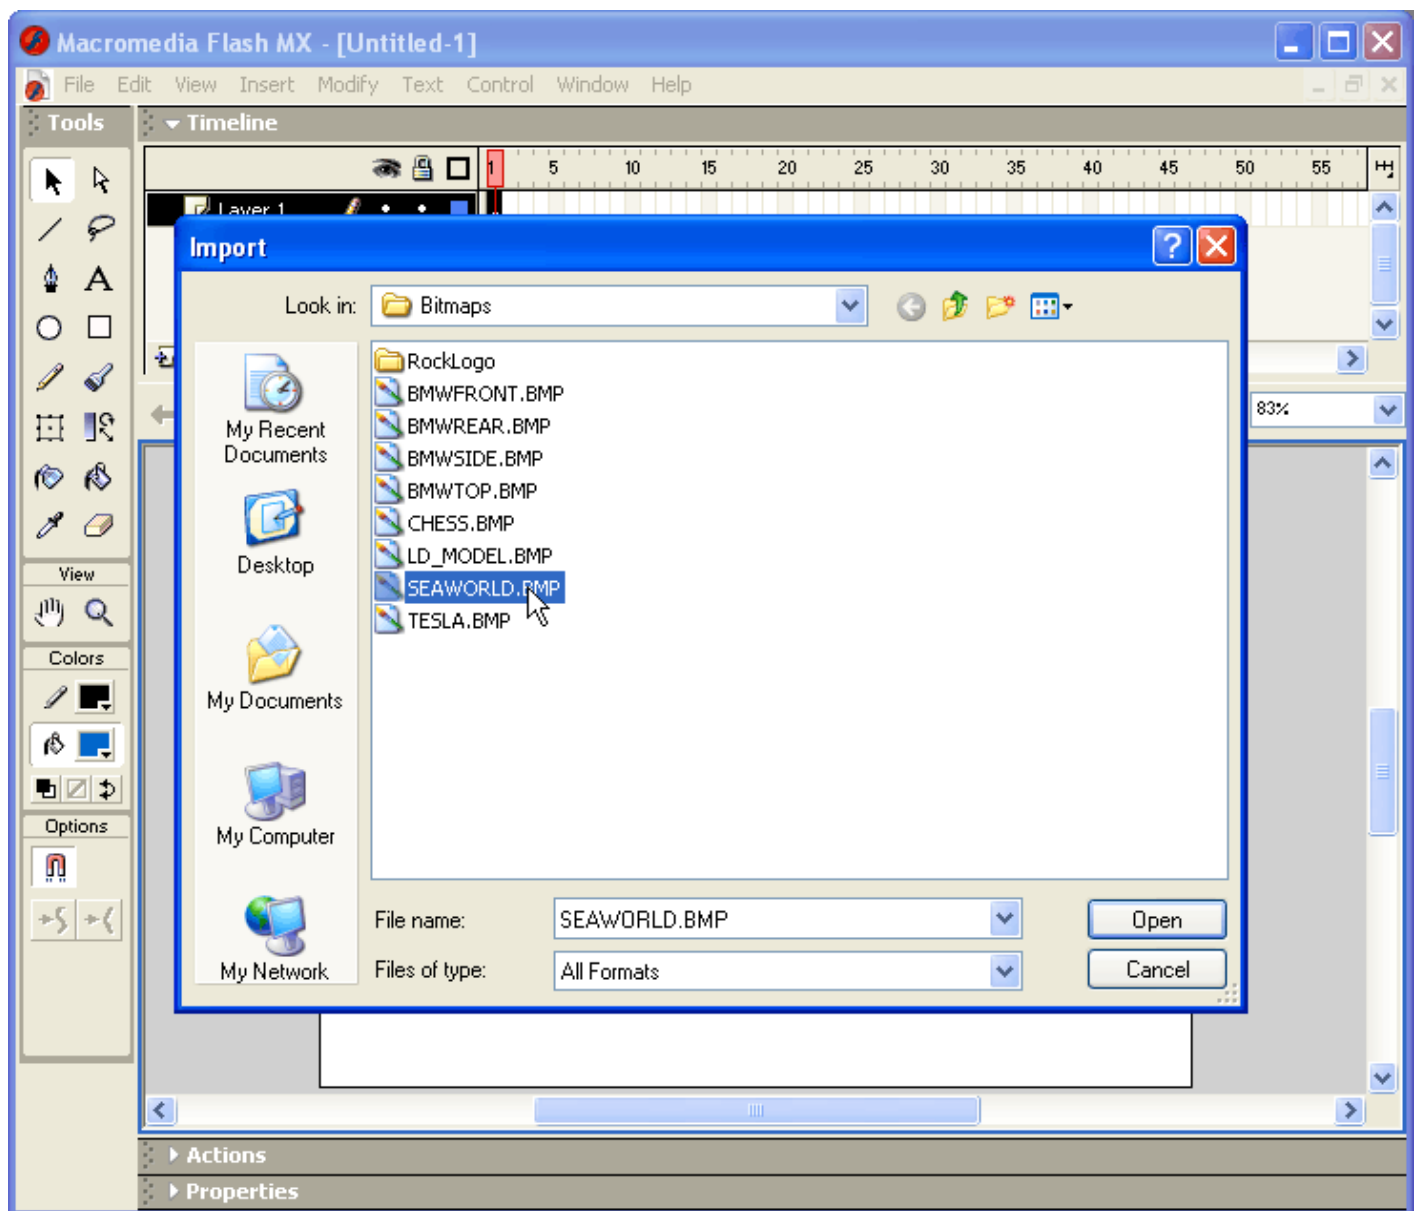 Macromedia Flash MX - [Untitled-1]
File Edit View Insert Modify Text Control Window Help
Tools
Timeline
1 5 10 15 20 25 30 35 40 45 50 55
Layer 1
Import
Look in: Bitmaps
RockLogo
BMWFRONT.BMP
BMWREAR.BMP
BMWSIDE.BMP
BMWTOP.BMP
CHESS.BMP
LD_MODEL.BMP
SEAWORLD.BMP
TESLA.BMP
My Recent
Documents
Desktop
My Documents
My Computer
My Network
83%
View
Colors
Options
File name: SEAWORLD.BMP Open
Files of type: All Formats Cancel
Actions
Properties